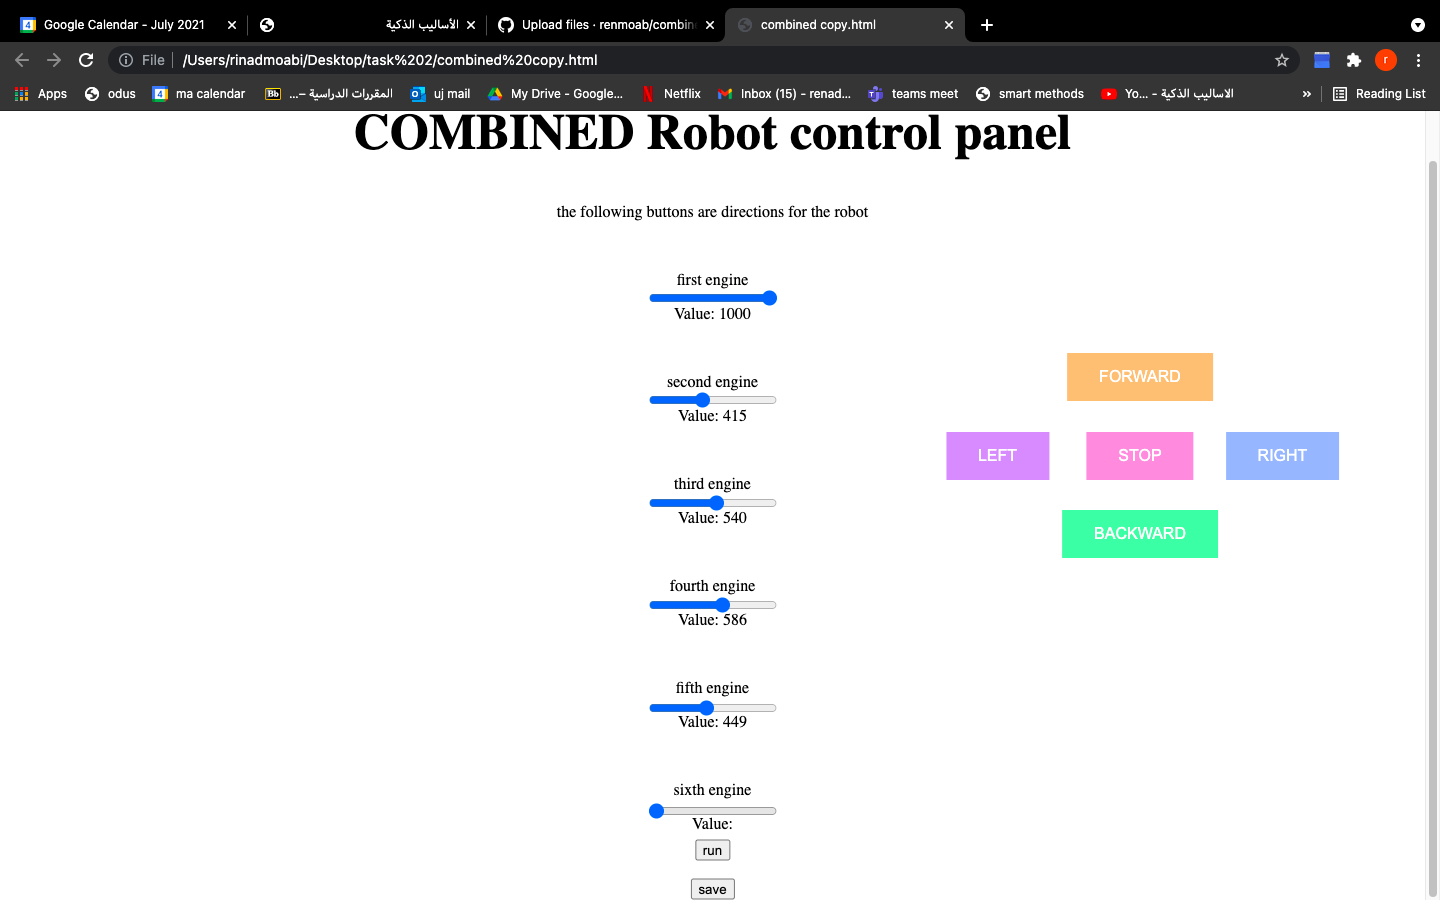 Google Calendar - July 2021
الأساليب الذكية
Upload files · renmoab/combin
combined copy.html
File
/Users/rinadmoabi/Desktop/task%202/combined%20copy.html
r
Apps
odus
ma calendar
المقررات الدراسية –...
uj mail
My Drive - Google...
Netflix
Inbox (15) - renad...
teams meet
smart methods
Yo... - الاساليب الذكية
»
Reading List
COMBINED Robot control panel
the following buttons are directions for the robot
first engine
Value: 1000
second engine
Value: 415
third engine
Value: 540
fourth engine
Value: 586
fifth engine
Value: 449
sixth engine
Value:
run
save
FORWARD
LEFT STOP RIGHT
BACKWARD